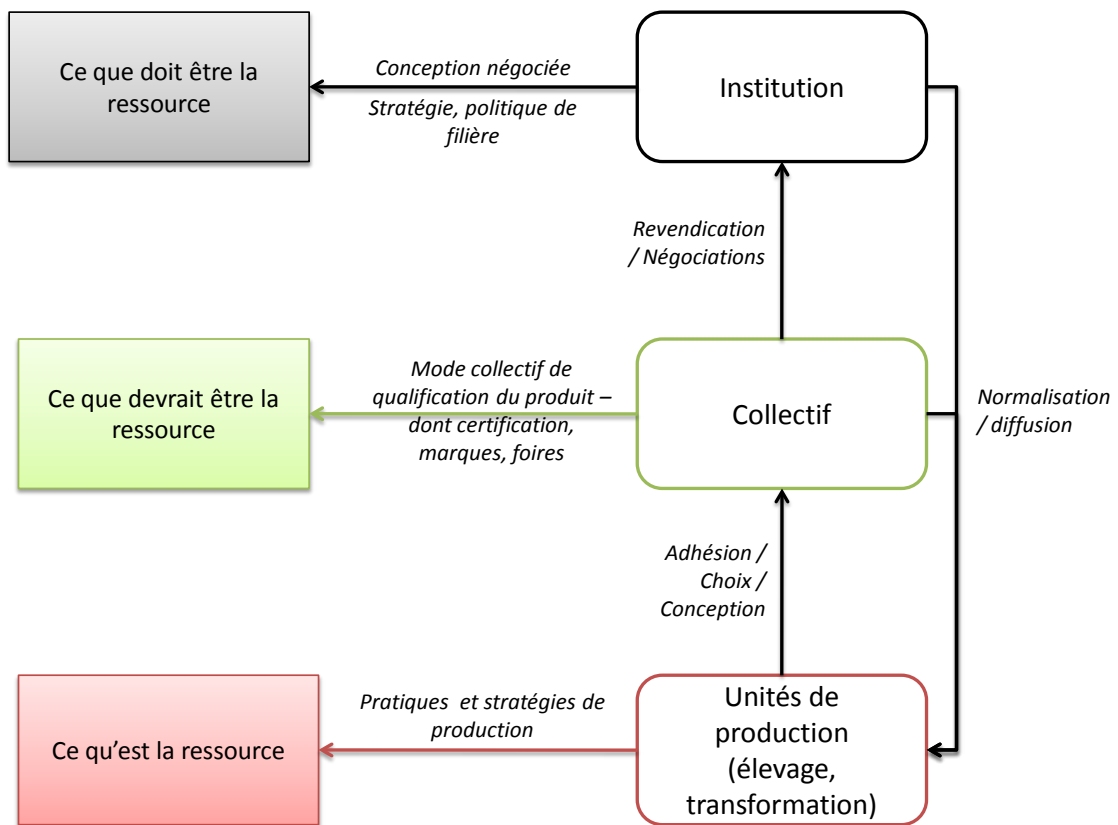 Ce que doit être la
ressource
Conception négociée
Stratégie, politique de
filière
Institution
Revendication
/ Négociations
Ce que devrait être la
ressource
Mode collectif de
qualification du produit –
dont certification,
marques, foires
Collectif
Normalisation
/ diffusion
Adhésion /
Choix /
Conception
Ce qu’est la ressource
Pratiques et stratégies de
production
Unités de
production
(élevage,
transformation)